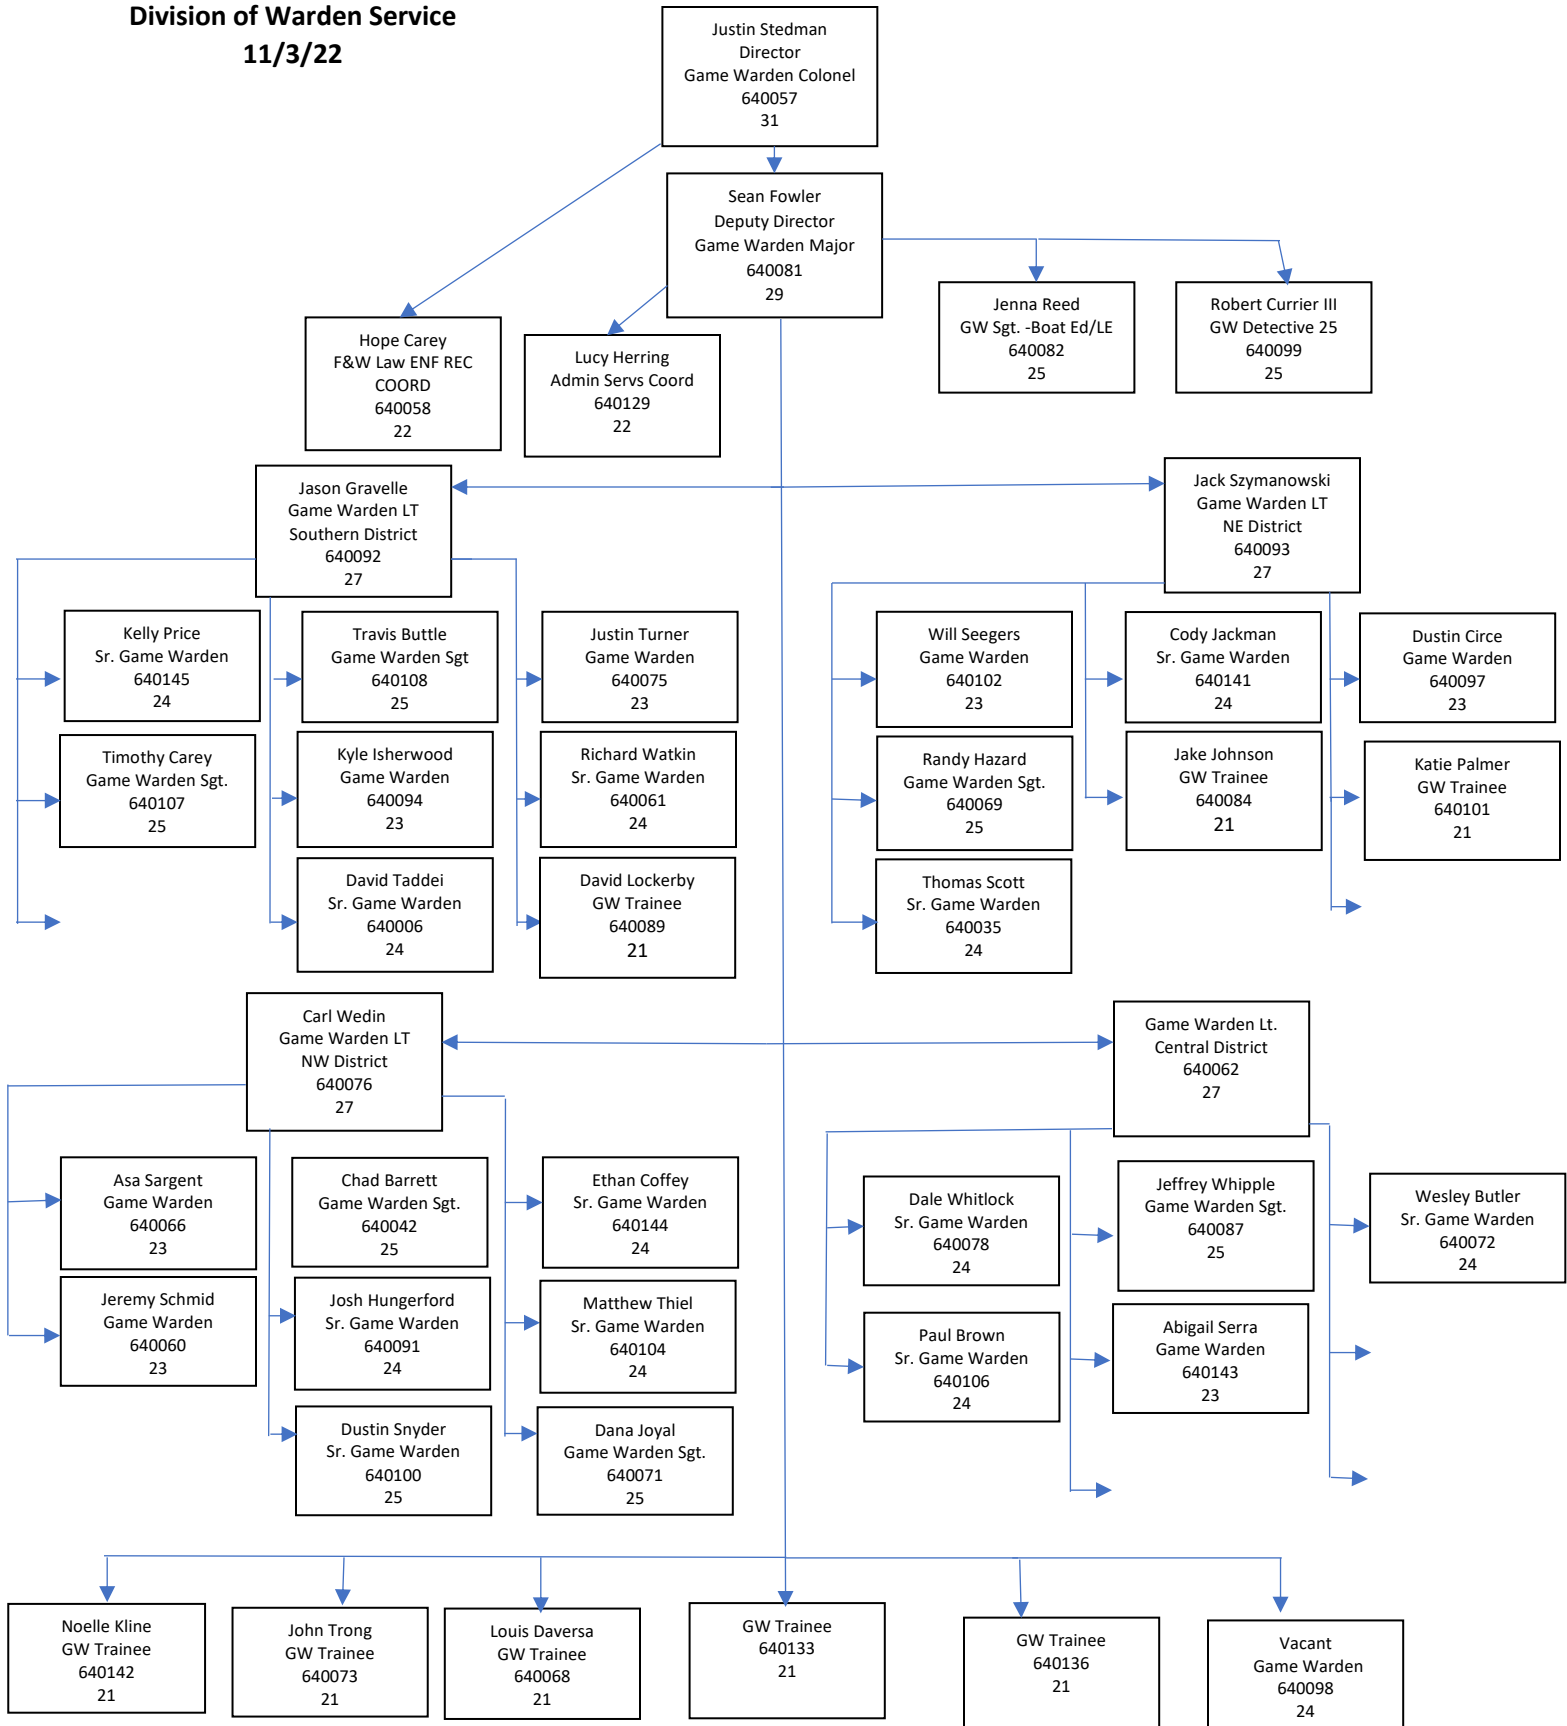 Division of Warden Service
11/3/22
Justin Stedman
Director
Game Warden Colonel
640057
31
Sean Fowler
Deputy Director
Game Warden Major
640081
29
Hope Carey
F&W Law ENF REC
COORD
640058
22
Lucy Herring
Admin Servs Coord
640129
22
Jenna Reed
GW Sgt. -Boat Ed/LE
640082
25
Robert Currier III
GW Detective 25
640099
25
Jason Gravelle
Game Warden LT
Southern District
640092
27
Jack Szymanowski
Game Warden LT
NE District
640093
27
Kelly Price
Sr. Game Warden
640145
24
Travis Buttle
Game Warden Sgt
640108
25
Justin Turner
Game Warden
640075
23
Will Seegers
Game Warden
640102
23
Cody Jackman
Sr. Game Warden
640141
24
Dustin Circe
Game Warden
640097
23
Timothy Carey
Game Warden Sgt.
640107
25
Kyle Isherwood
Game Warden
640094
23
Richard Watkin
Sr. Game Warden
640061
24
Randy Hazard
Game Warden Sgt.
640069
25
Jake Johnson
GW Trainee
640084
21
Katie Palmer
GW Trainee
640101
21
David Taddei
Sr. Game Warden
640006
24
David Lockerby
GW Trainee
640089
21
Thomas Scott
Sr. Game Warden
640035
24
Carl Wedin
Game Warden LT
NW District
640076
27
Game Warden Lt.
Central District
640062
27
Asa Sargent
Game Warden
640066
23
Chad Barrett
Game Warden Sgt.
640042
25
Ethan Coffey
Sr. Game Warden
640144
24
Dale Whitlock
Sr. Game Warden
640078
24
Jeffrey Whipple
Game Warden Sgt.
640087
25
Wesley Butler
Sr. Game Warden
640072
24
Jeremy Schmid
Game Warden
640060
23
Josh Hungerford
Sr. Game Warden
640091
24
Matthew Thiel
Sr. Game Warden
640104
24
Paul Brown
Sr. Game Warden
640106
24
Abigail Serra
Game Warden
640143
23
Dustin Snyder
Sr. Game Warden
640100
25
Dana Joyal
Game Warden Sgt.
640071
25
Noelle Kline
GW Trainee
640142
21
John Trong
GW Trainee
640073
21
Louis Daversa
GW Trainee
640068
21
GW Trainee
640133
21
GW Trainee
640136
21
Vacant
Game Warden
640098
24